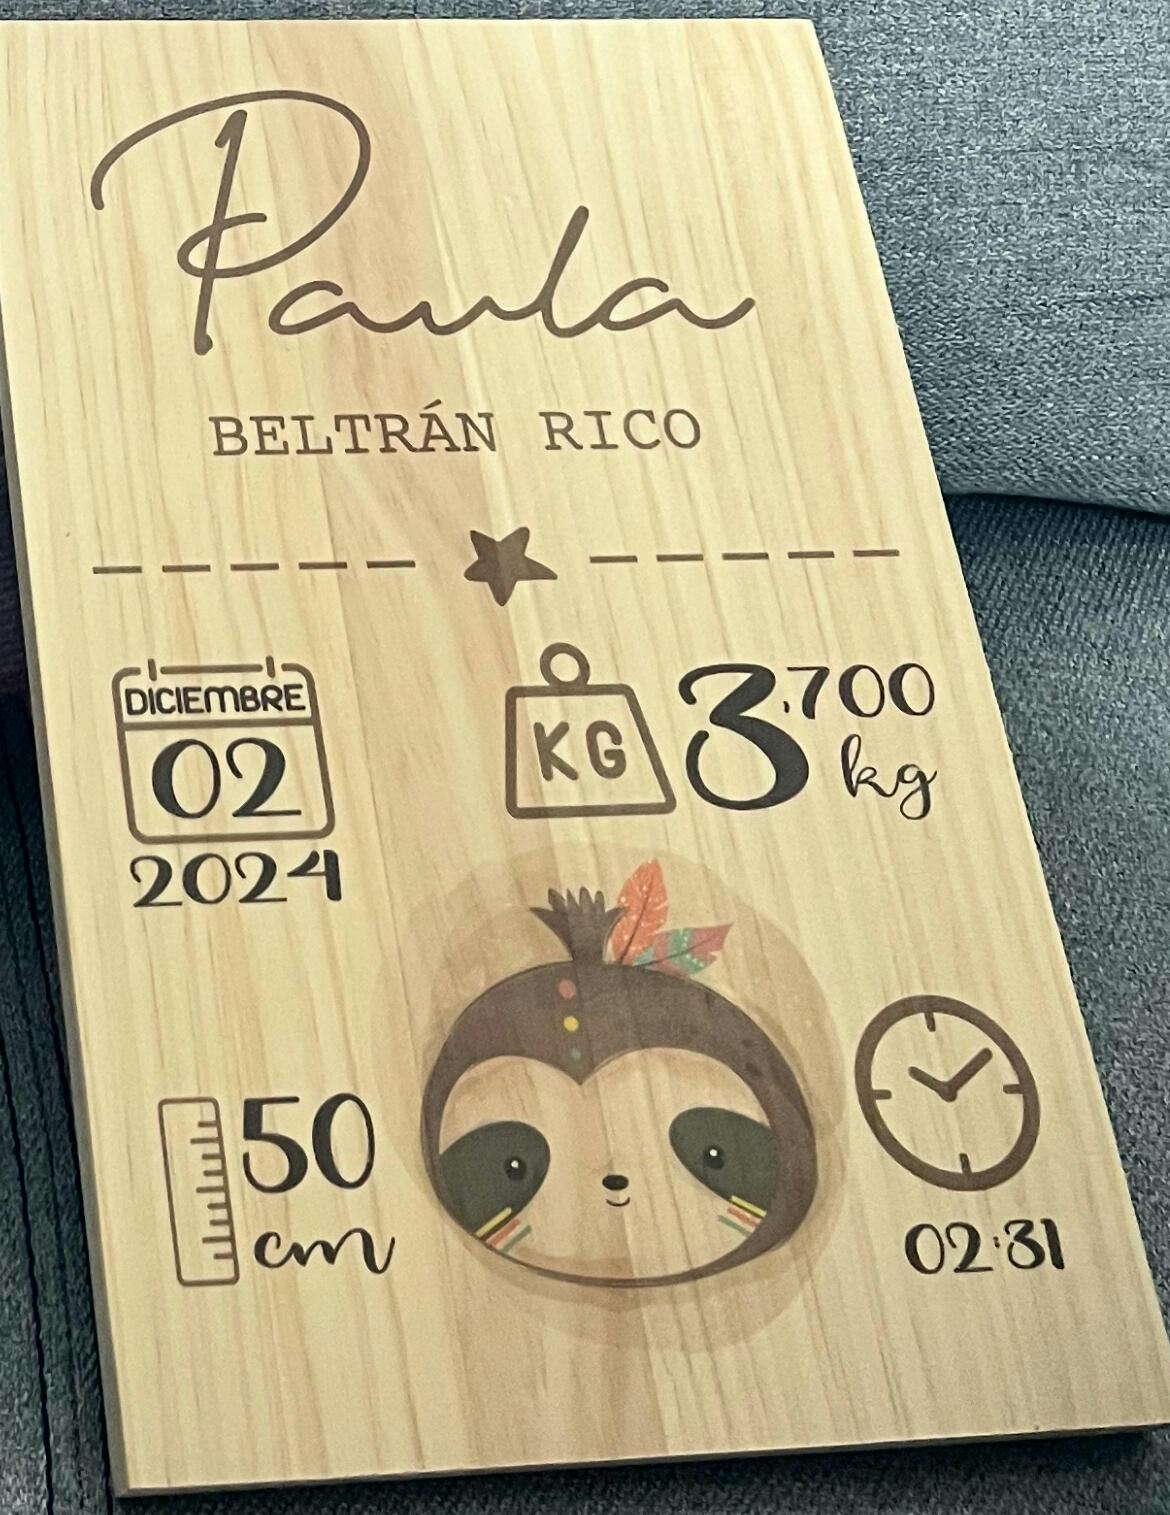 Paula
BELTRÁN RICO
DICIEMBRE
02
2024
KG
3.700
kg
50
cm
02:31